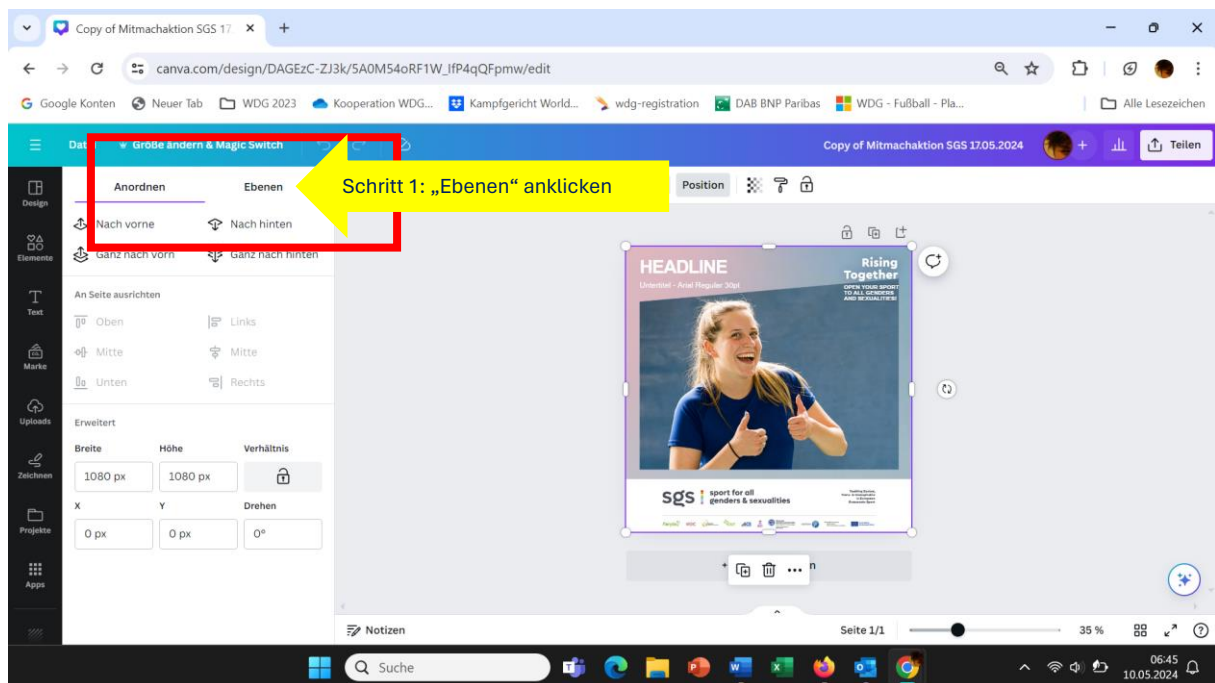 Copy of Mitmachaktion SGS 17
canva.com/design/DAGEzC-ZJ3k/5A0M54oRF1W_IfP4qQFpmw/edit
Google Konten Neuer Tab WDG 2023 Kooperation WDG... Kampfgericht World... wdg-registration DAB BNP Paribas WDG - Fußball - Pla... Alle Lesezeichen
Größe ändern & Magic Switch Copy of Mitmachaktion SGS 17.05.2024 Teilen
Design
Elemente
Text
Marke
Uploads
Zeichnen
Projekte
Apps
Anordnen Ebenen
Schritt 1: „Ebenen“ anklicken
Position
Nach vorne Nach hinten
Ganz nach vorn Ganz nach hinten
An Seite ausrichten
Oben Links
Mitte Mitte
Unten Rechts
Erweitert
Breite Höhe Verhältnis
1080 px 1080 px
X Y Drehen
0 px 0 px 0°
HEADLINE
Untertitel - Arial Reguler 30pt
Rising
Together
OPEN YOUR SPORT
TO ALL GENDERS
AND SEXUALITIES!
sgs sport for all
genders & sexualities
Notizen Seite 1/1 35 %
Suche
06:45
10.05.2024